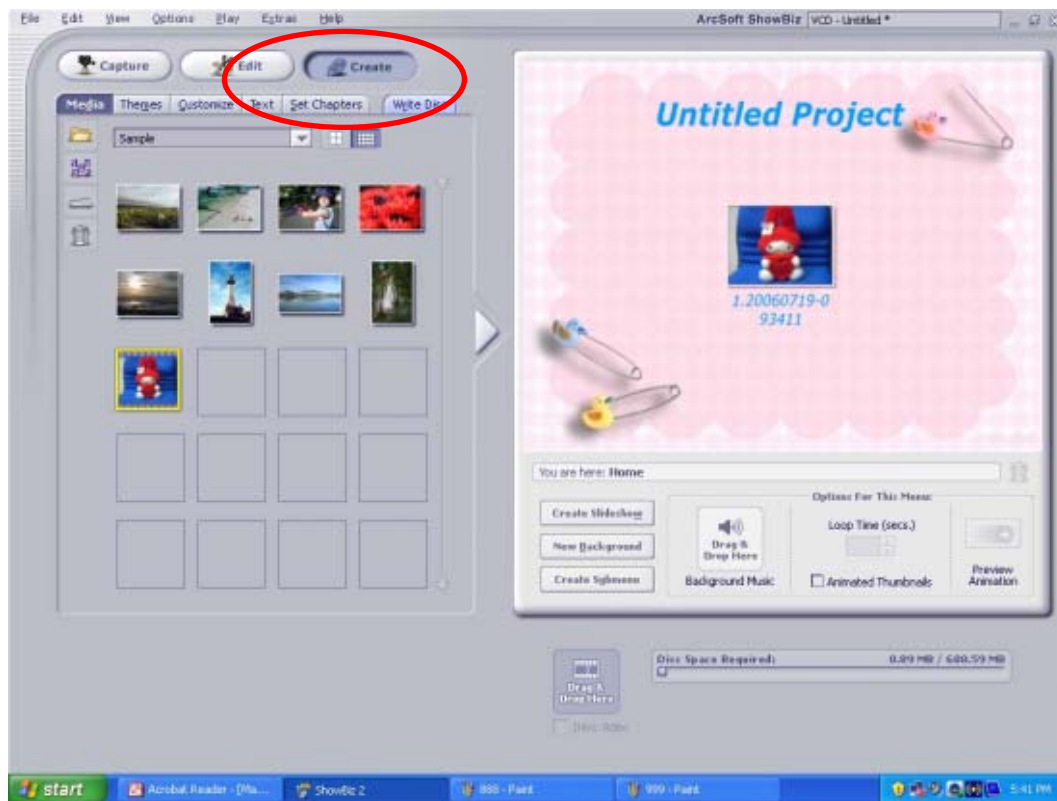 File Edit View Options Play Extras Help
ArcSoft ShowBiz VCD - Untitled *
Capture Edit Create
Media Themes Customize Text Set Chapters Write Disc
Sample
Untitled Project
1.20060719-0
93411
You are here: Home
Options For This Menu:
Create Slideshow
New Background
Create Submenu
Drag &
Drop Here
Background Music
Loop Time (secs.)
Animated Thumbnails
Preview
Animation
Drag &
Drop Here
Disc Space Required: 0.89 MB / 688.59 MB
start
Acrobat Reader - [Ma...
ShowBiz 2
888 - Paint
999 - Paint
5:41 PM